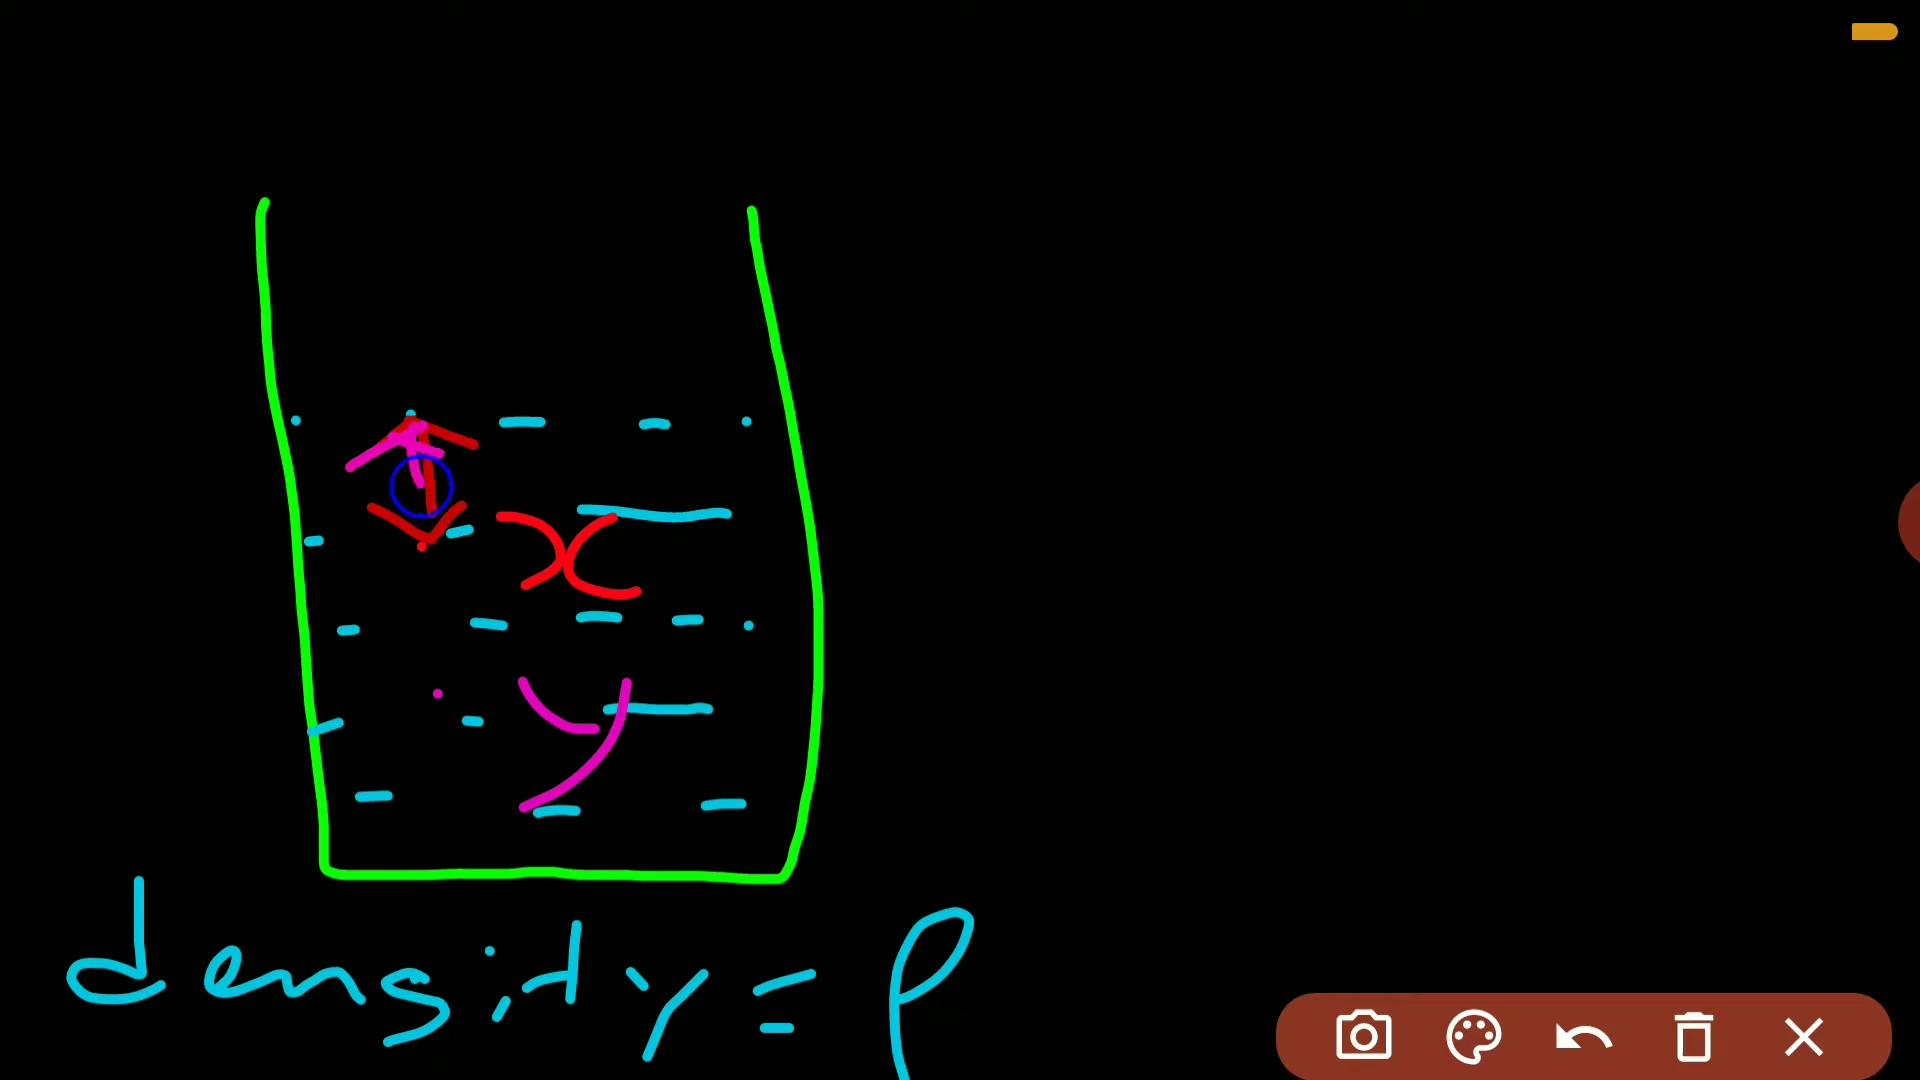 x
y
density = ρ